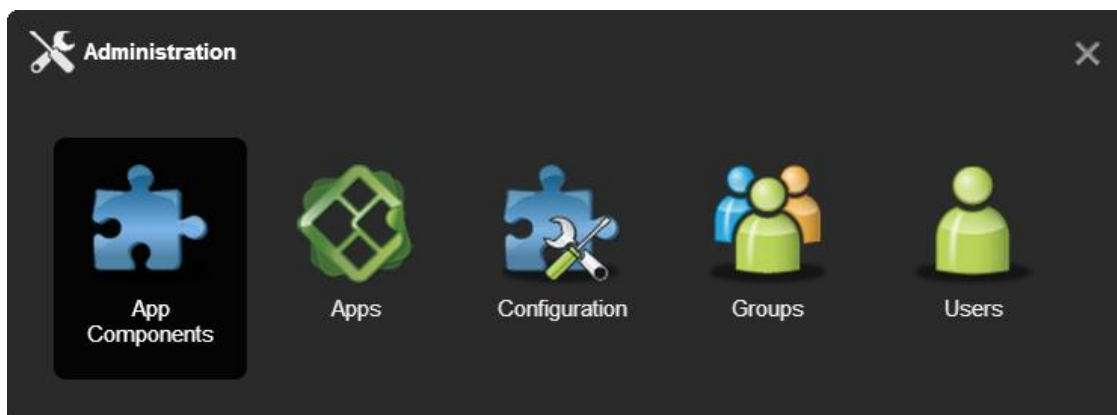 Administration
App
Components
Apps
Configuration
Groups
Users